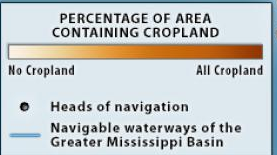 PERCENTAGE OF AREA
CONTAINING CROPLAND
No Cropland All Cropland
Heads of navigation
Navigable waterways of the
Greater Mississippi Basin